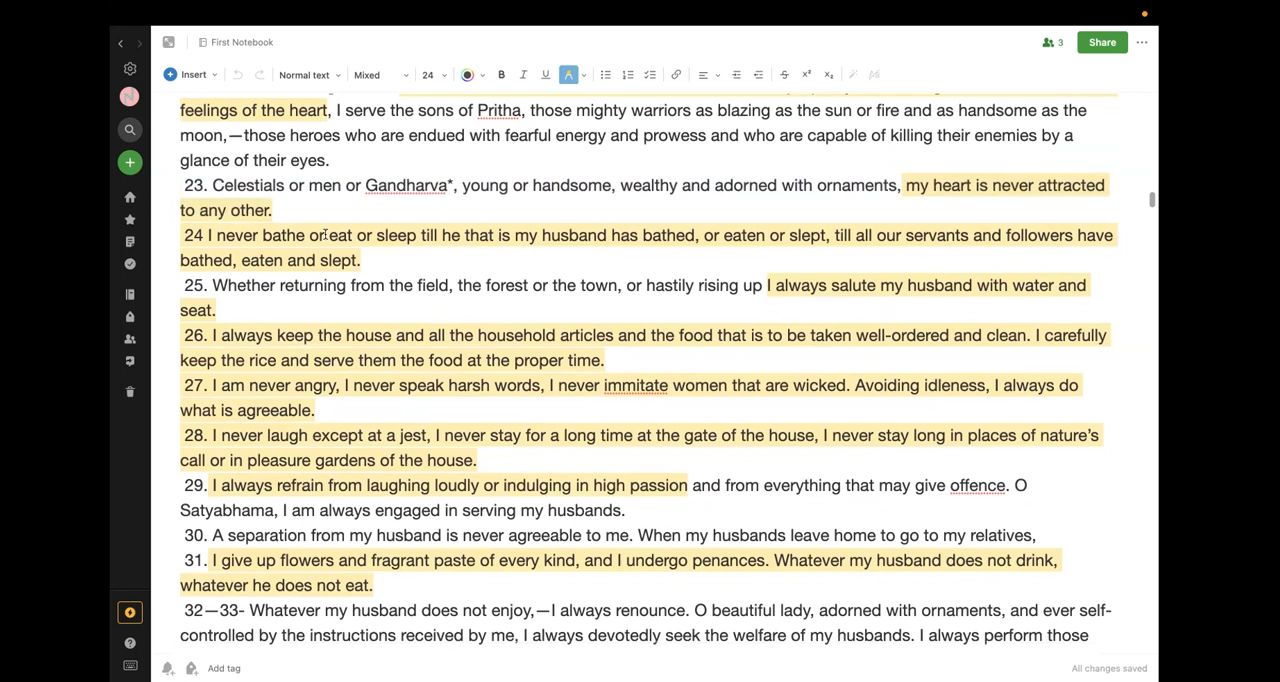 First Notebook
3
Share
Insert
Normal text
Mixed
24
feelings of the heart, I serve the sons of Pritha, those mighty warriors as blazing as the sun or fire and as handsome as the
moon,—those heroes who are endued with fearful energy and prowess and who are capable of killing their enemies by a
glance of their eyes.
23. Celestials or men or Gandharva*, young or handsome, wealthy and adorned with ornaments, my heart is never attracted
to any other.
24 I never bathe or eat or sleep till he that is my husband has bathed, or eaten or slept, till all our servants and followers have
bathed, eaten and slept.
25. Whether returning from the field, the forest or the town, or hastily rising up I always salute my husband with water and
seat.
26. I always keep the house and all the household articles and the food that is to be taken well-ordered and clean. I carefully
keep the rice and serve them the food at the proper time.
27. I am never angry, I never speak harsh words, I never immitate women that are wicked. Avoiding idleness, I always do
what is agreeable.
28. I never laugh except at a jest, I never stay for a long time at the gate of the house, I never stay long in places of nature's
call or in pleasure gardens of the house.
29. I always refrain from laughing loudly or indulging in high passion and from everything that may give offence. O
Satyabhama, I am always engaged in serving my husbands.
30. A separation from my husband is never agreeable to me. When my husbands leave home to go to my relatives,
31. I give up flowers and fragrant paste of every kind, and I undergo penances. Whatever my husband does not drink,
whatever he does not eat.
32—33- Whatever my husband does not enjoy,—I always renounce. O beautiful lady, adorned with ornaments, and ever self-
controlled by the instructions received by me, I always devotedly seek the welfare of my husbands. I always perform those
Add tag
All changes saved